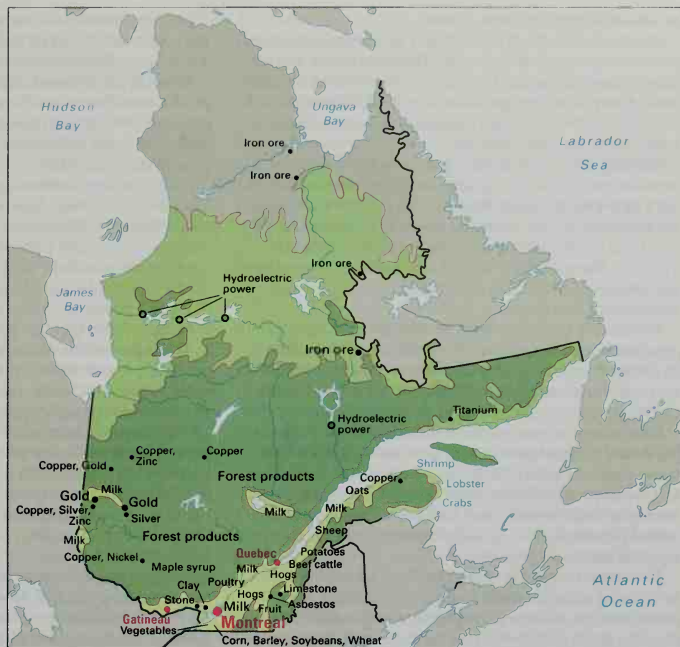 Hudson
Bay
Ungava
Bay
Labrador
Sea
Iron ore
Iron ore
James
Bay
Hydroelectric
power
Iron ore
Iron ore
Hydroelectric
power
Titanium
Copper, Gold
Copper,
Zinc
Copper
Forest products
Copper
Shrimp
Lobster
Crabs
Gold
Milk
Gold
Silver
Copper, Silver,
Zinc
Milk
Oats
Milk
Milk
Sheep
Forest products
Copper, Nickel
Maple syrup
Quebec
Potatoes
Beef cattle
Milk
Hogs
Poultry
Clay
Stone
Hogs
Limestone
Milk
Fruit
Asbestos
Gatineau
Vegetables
Montreal
Corn, Barley, Soybeans, Wheat
Atlantic
Ocean